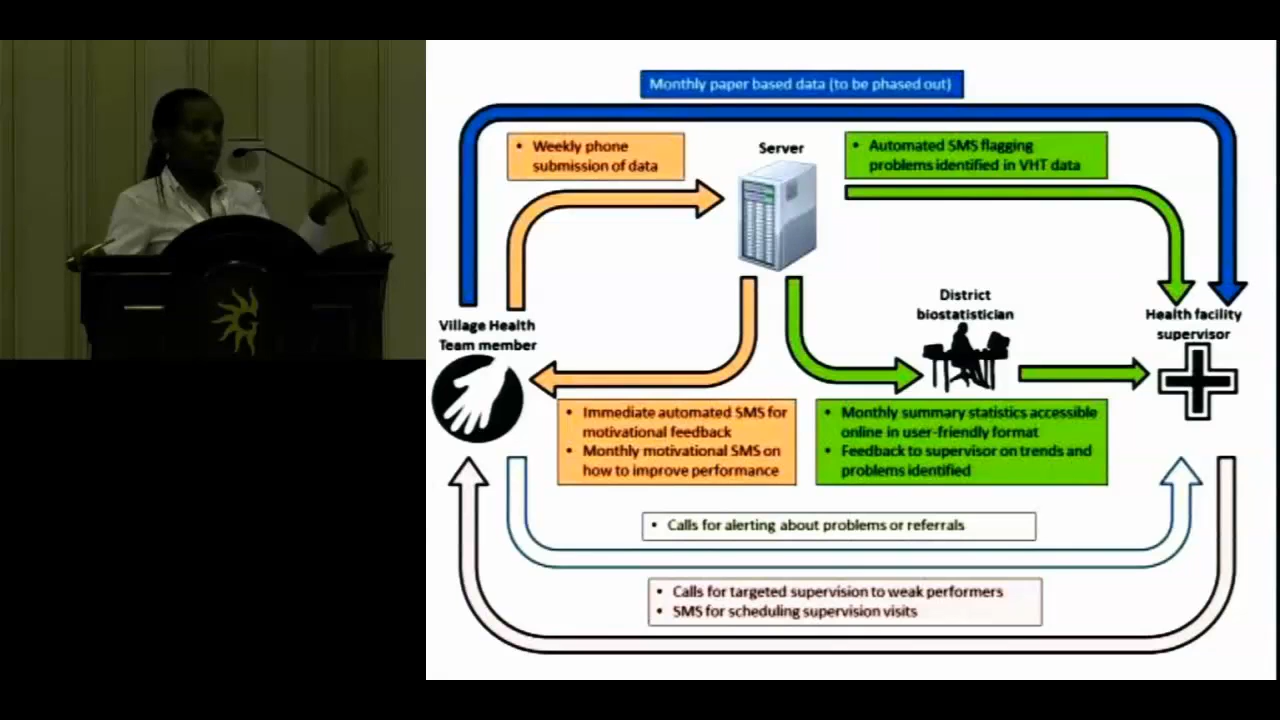 Monthly paper based data (to be phased out)
• Weekly phone
submission of data
Server
• Automated SMS flagging
problems identified in VHT data
Village Health
Team member
District
biostatistician
Health facility
supervisor
• Immediate automated SMS for
motivational feedback
• Monthly motivational SMS on
how to improve performance
• Monthly summary statistics accessible
online in user-friendly format
• Feedback to supervisor on trends and
problems identified
• Calls for alerting about problems or referrals
• Calls for targeted supervision to weak performers
• SMS for scheduling supervision visits